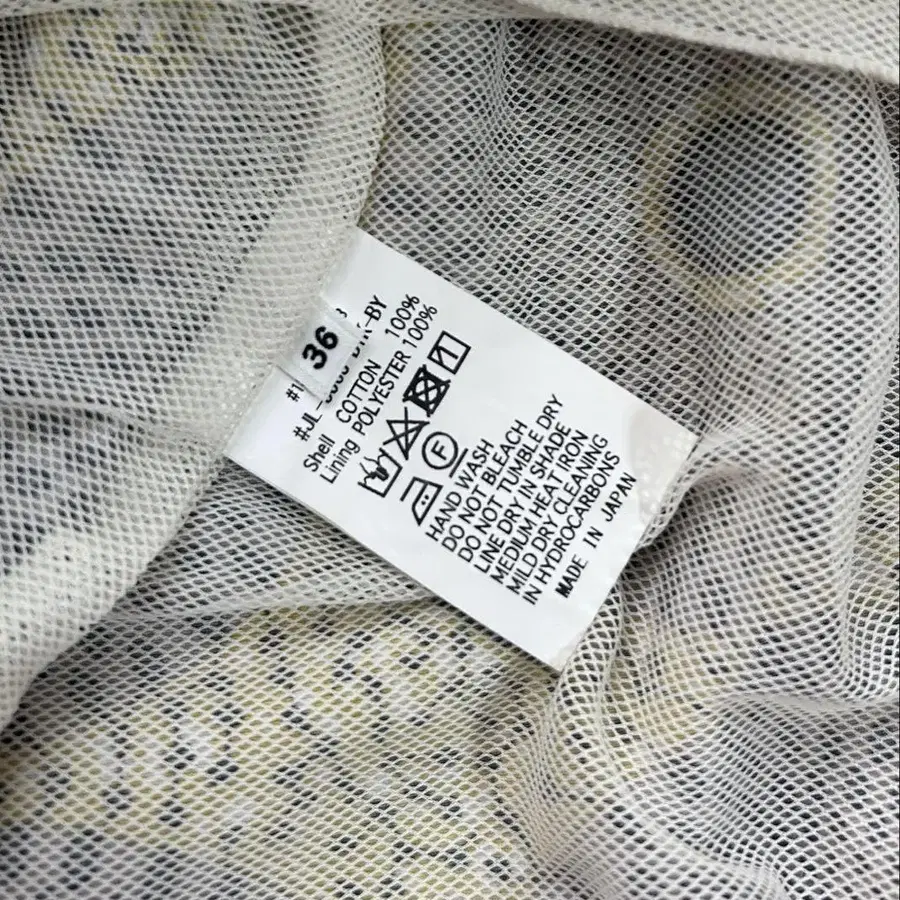 36
Shell COTTON 100%
Lining POLYESTER 100%
F
HAND WASH
DO NOT BLEACH
DO NOT TUMBLE DRY
LINE DRY IN SHADE
MEDIUM HEAT IRON
MILD DRY CLEANING
IN HYDROCARBONS
MADE IN JAPAN